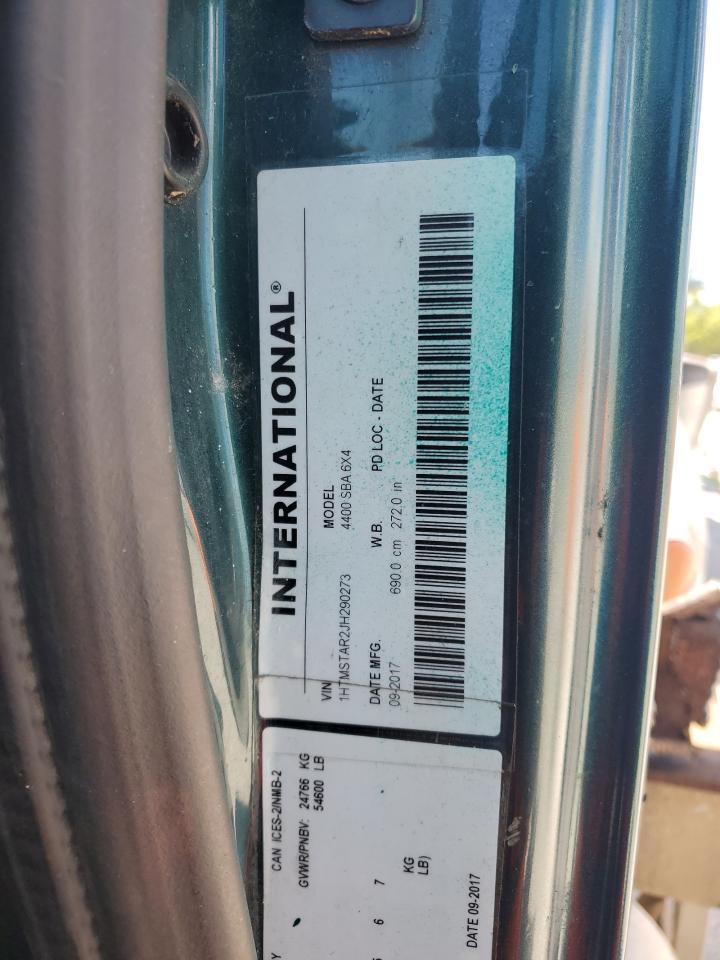 INTERNATIONAL®
VIN MODEL
1HTMSTAR2JH290273 4400 SBA 6X4
DATE MFG. W.B. PD LOC - DATE
09-2017 690.0 cm 272.0 in
CAN ICES-2/NMB-2
GVWR/PNBV: 24766 KG
54600 LB
6 7
KG
LB)
DATE 09-2017